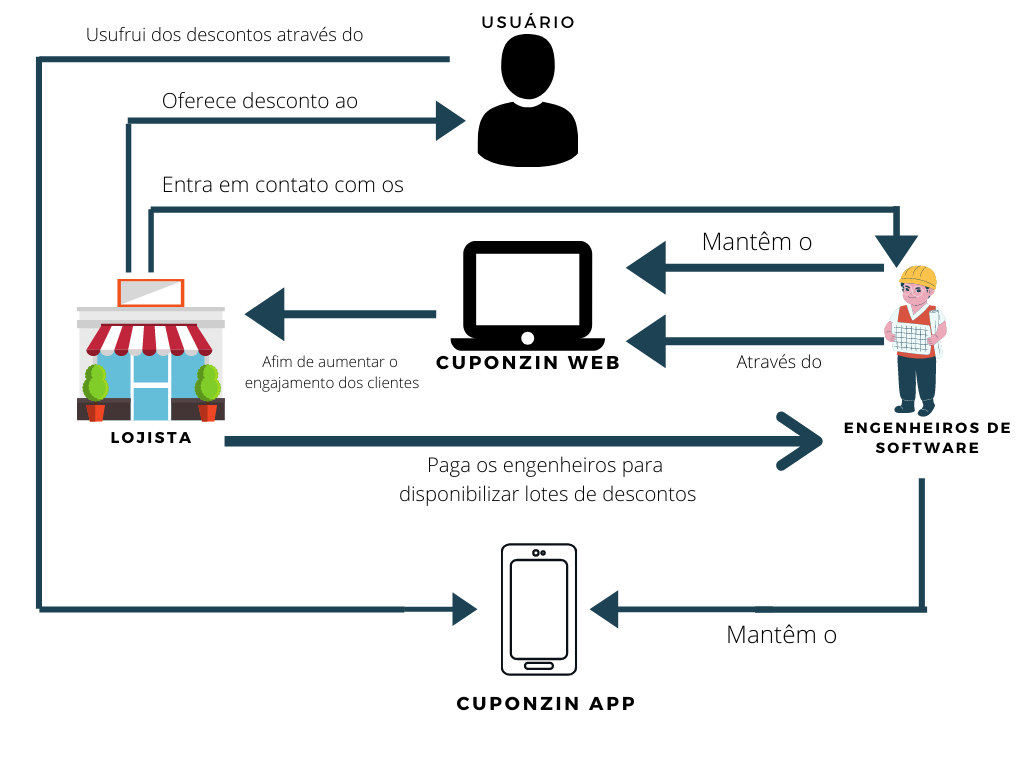 USUÁRIO
Usufrui dos descontos através do
Oferece desconto ao
Entra em contato com os
Mantêm o
Afim de aumentar o
engajamento dos clientes
CUPONZIN WEB
Através do
LOJISTA
ENGENHEIROS DE
SOFTWARE
Paga os engenheiros para
disponibilizar lotes de descontos
Mantêm o
CUPONZIN APP